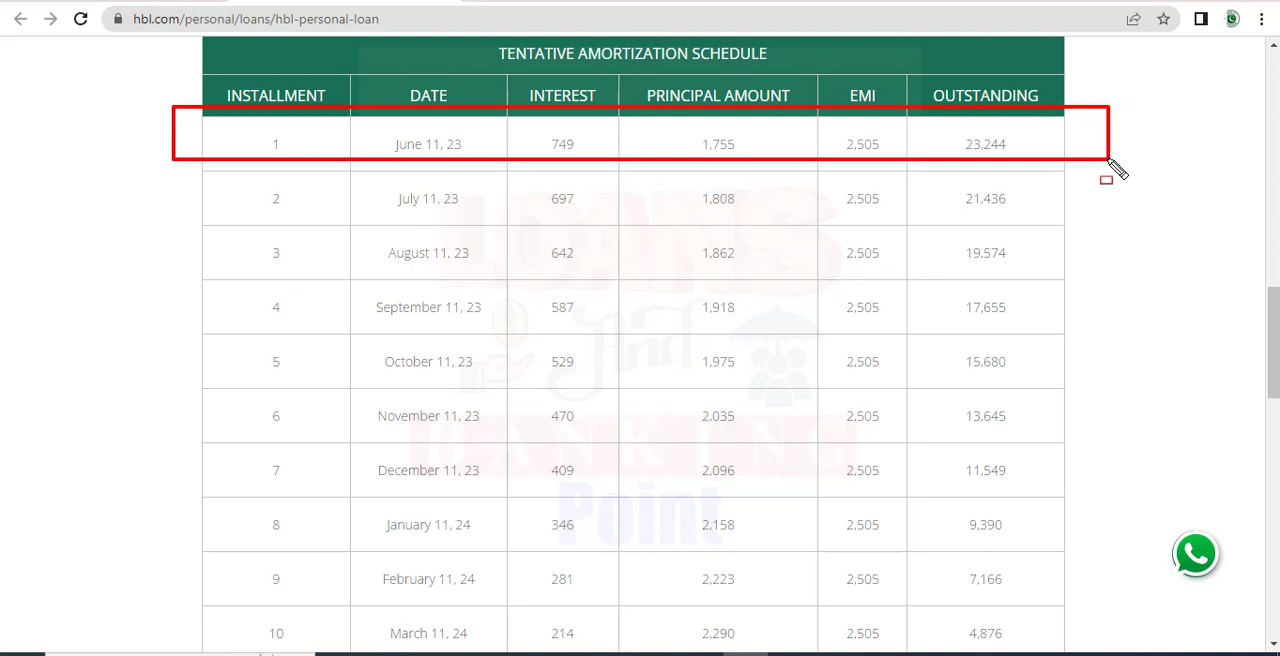 hbl.com/personal/loans/hbl-personal-loan
TENTATIVE AMORTIZATION SCHEDULE
INSTALLMENT DATE INTEREST PRINCIPAL AMOUNT EMI OUTSTANDING
1 June 11, 23 749 1,755 2,505 23,244
2 July 11, 23 697 1,808 2,505 21,436
3 August 11, 23 642 1,862 2,505 19,574
4 September 11, 23 587 1,918 2,505 17,655
5 October 11, 23 529 1,975 2,505 15,680
6 November 11, 23 470 2,035 2,505 13,645
7 December 11, 23 409 2,096 2,505 11,549
8 January 11, 24 346 2,158 2,505 9,390
9 February 11, 24 281 2,223 2,505 7,166
10 March 11, 24 214 2,290 2,505 4,876
LOANS
And
BANKING
Point